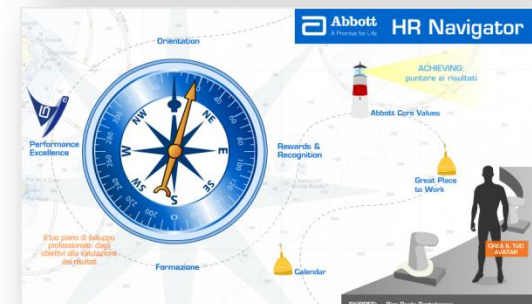 Abbott
A Promise for Life
HR Navigator
Orientation
ACHIEVING:
puntare ai risultati
Abbott Core Values
Performance
Excellence
NW
NE
W
E
SW
SE
Rewards &
Recognition
Great Place
to Work
Il tuo piano di sviluppo
professionale: dagli
obiettivi alla valutazione
dei risultati
Formazione
Calendar
CREA IL TUO
AVATAR